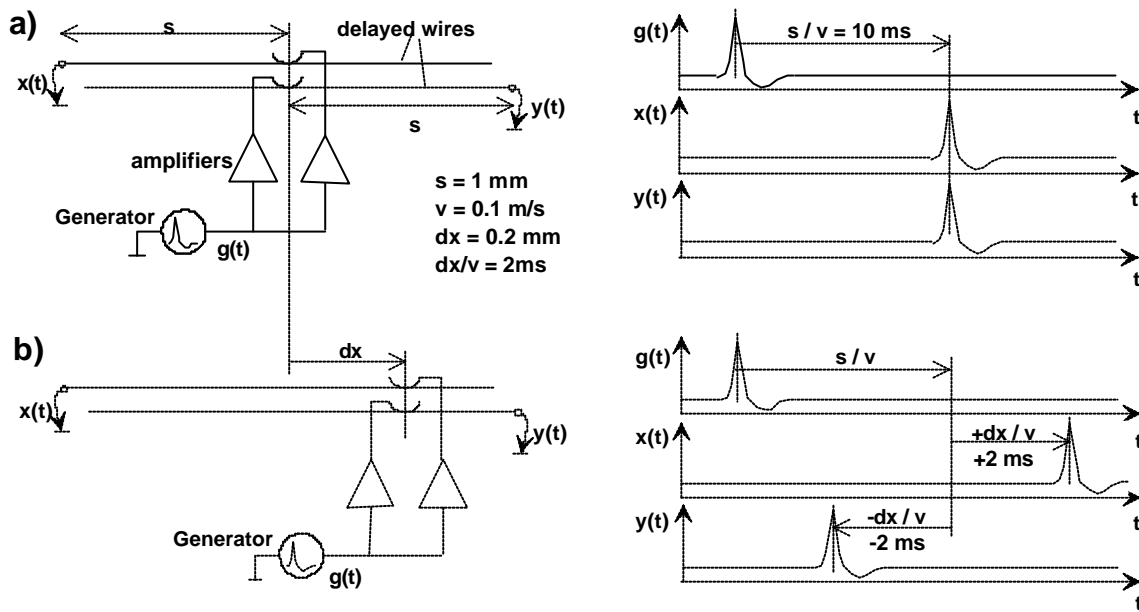 a)
s
delayed wires
x(t)
y(t)
s
amplifiers
s = 1 mm
v = 0.1 m/s
dx = 0.2 mm
dx/v = 2ms
Generator
g(t)
g(t)
s / v = 10 ms
t
x(t)
t
y(t)
t
b)
dx
x(t)
y(t)
Generator
g(t)
g(t)
s / v
t
x(t)
+dx / v
+2 ms
t
y(t)
-dx / v
-2 ms
t